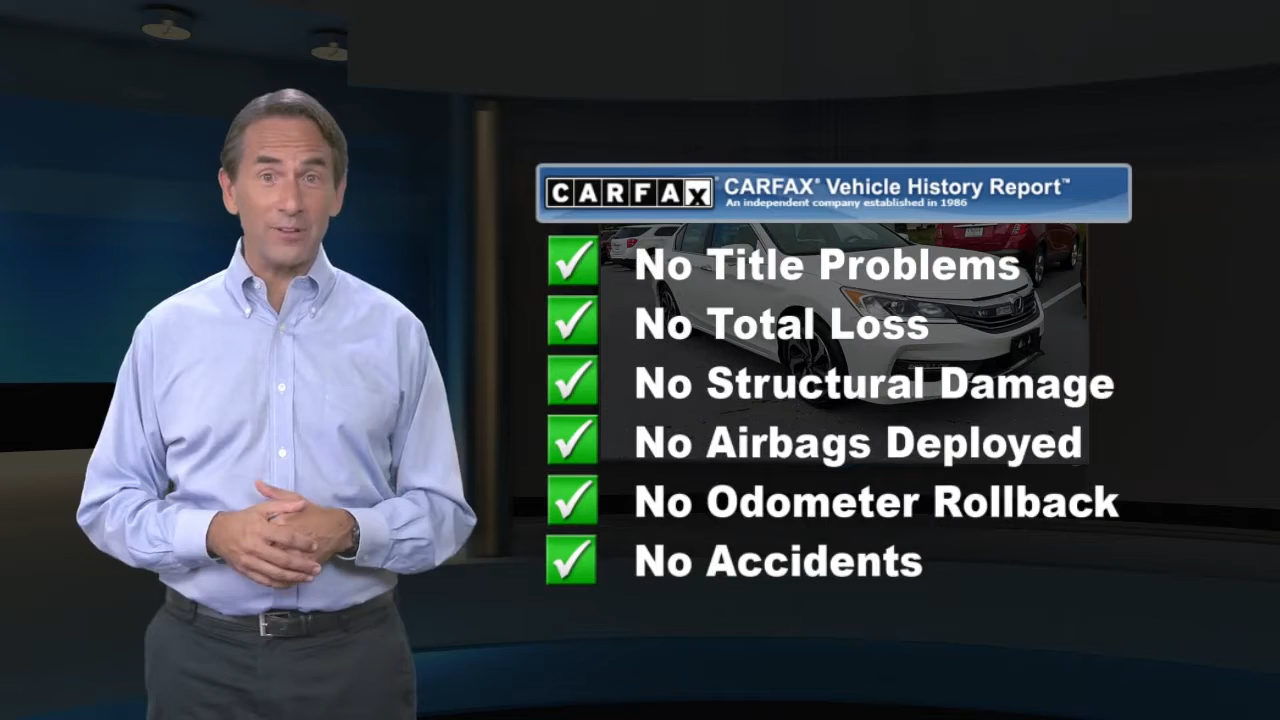 CARFAX CARFAX® Vehicle History Report™
An independent company established in 1986
No Title Problems
No Total Loss
No Structural Damage
No Airbags Deployed
No Odometer Rollback
No Accidents